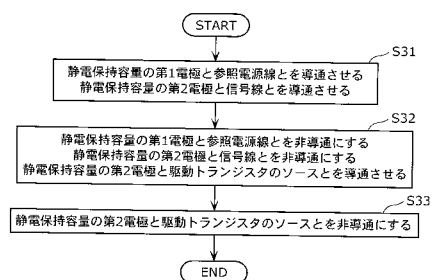 START
S31
静電保持容量の第1電極と参照電源線とを導通させる
静電保持容量の第2電極と信号線とを導通させる
S32
静電保持容量の第1電極と参照電源線とを非導通にする
静電保持容量の第2電極と信号線とを非導通にする
静電保持容量の第2電極と駆動トランジスタのソースとを導通させる
S33
静電保持容量の第2電極と駆動トランジスタのソースとを非導通にする
END